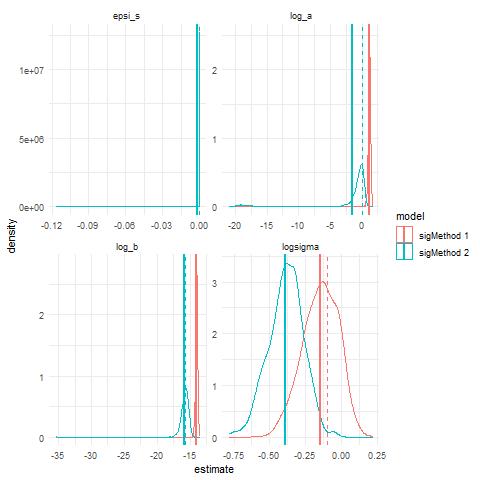 epsi_s
log_a
1e+07
5e+06
0e+00
2
1
0
-0.12
-0.09
-0.06
-0.03
0.00
-20
-15
-10
-5
0
density
log_b
logsigma
2
1
0
3
2
1
0
-35
-30
-25
-20
-15
-0.75
-0.50
-0.25
0.00
0.25
estimate
model
sigMethod 1
sigMethod 2